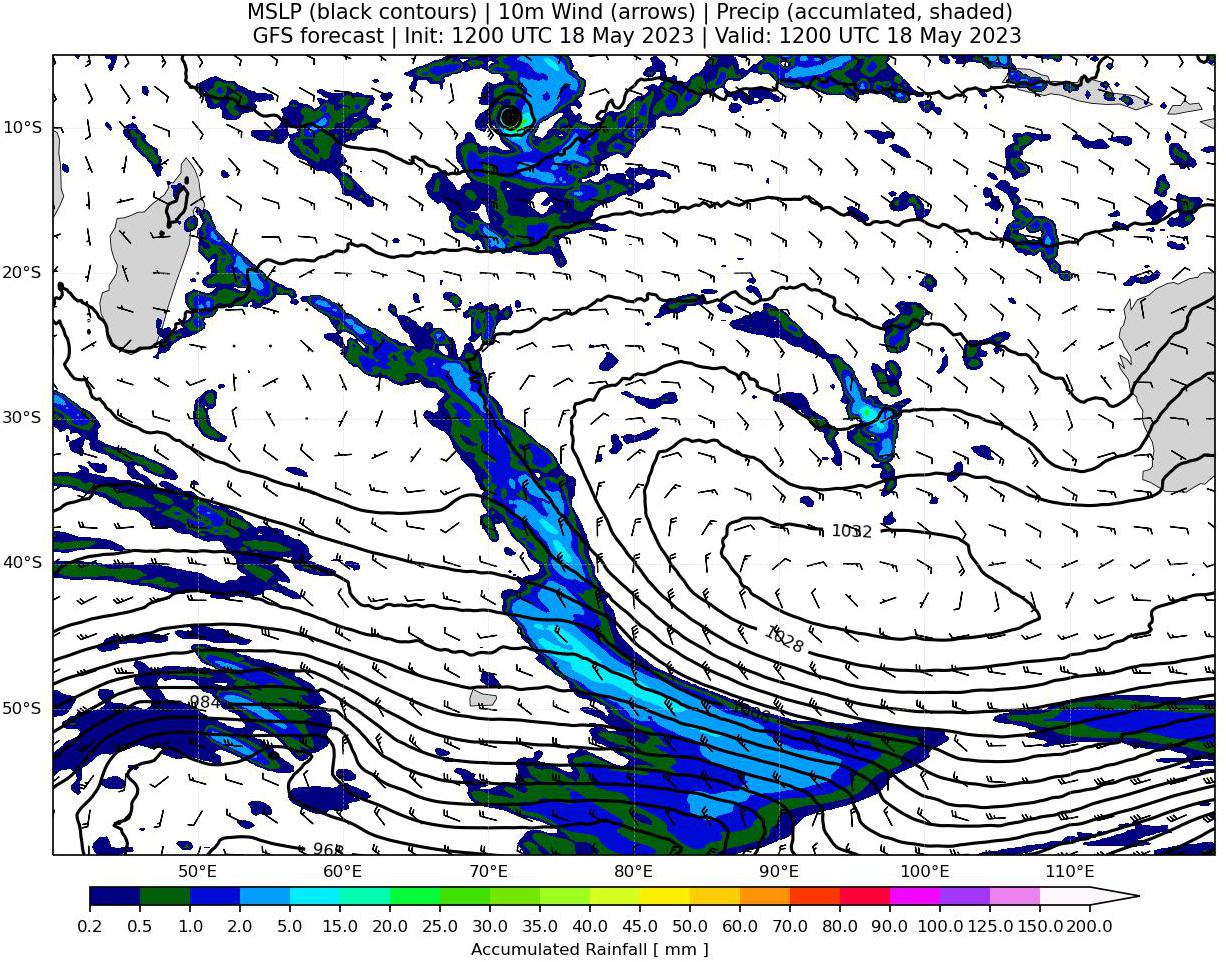 MSLP (black contours) | 10m Wind (arrows) | Precip (accumlated, shaded)
GFS forecast | Init: 1200 UTC 18 May 2023 | Valid: 1200 UTC 18 May 2023
10°S
20°S
30°S
1032
40°S
1028
984
50°S
968
50°E 60°E 70°E 80°E 90°E 100°E 110°E
0.2 0.5 1.0 2.0 5.0 10.0 15.0 20.0 25.0 30.0 35.0 40.0 45.0 50.0 60.0 70.0 80.0 90.0 100.0 125.0 150.0 200.0
Accumulated Rainfall [ mm ]